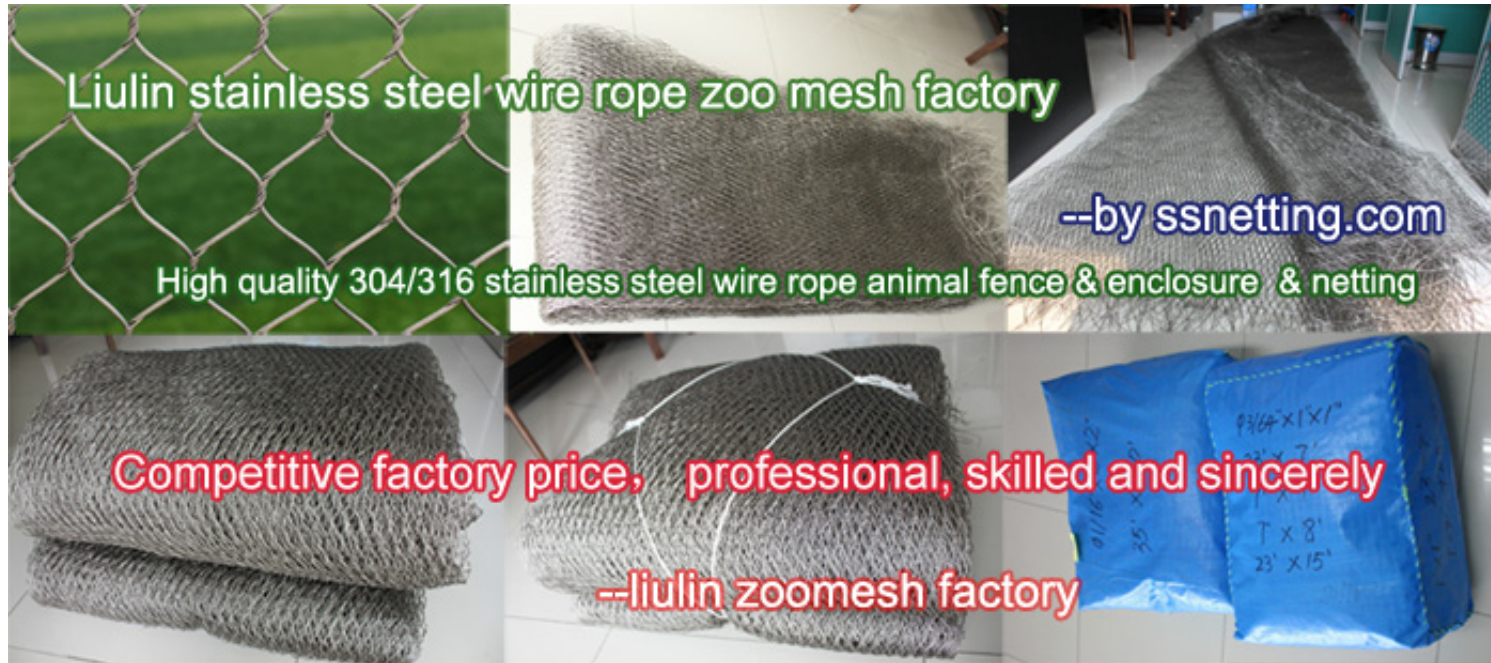 Liulin stainless steel wire rope zoo mesh factory
--by ssnetting.com
High quality 304/316 stainless steel wire rope animal fence & enclosure & netting
Competitive factory price， professional, skilled and sincerely
--liulin zoomesh factory
1' X 8'
23' X 15'